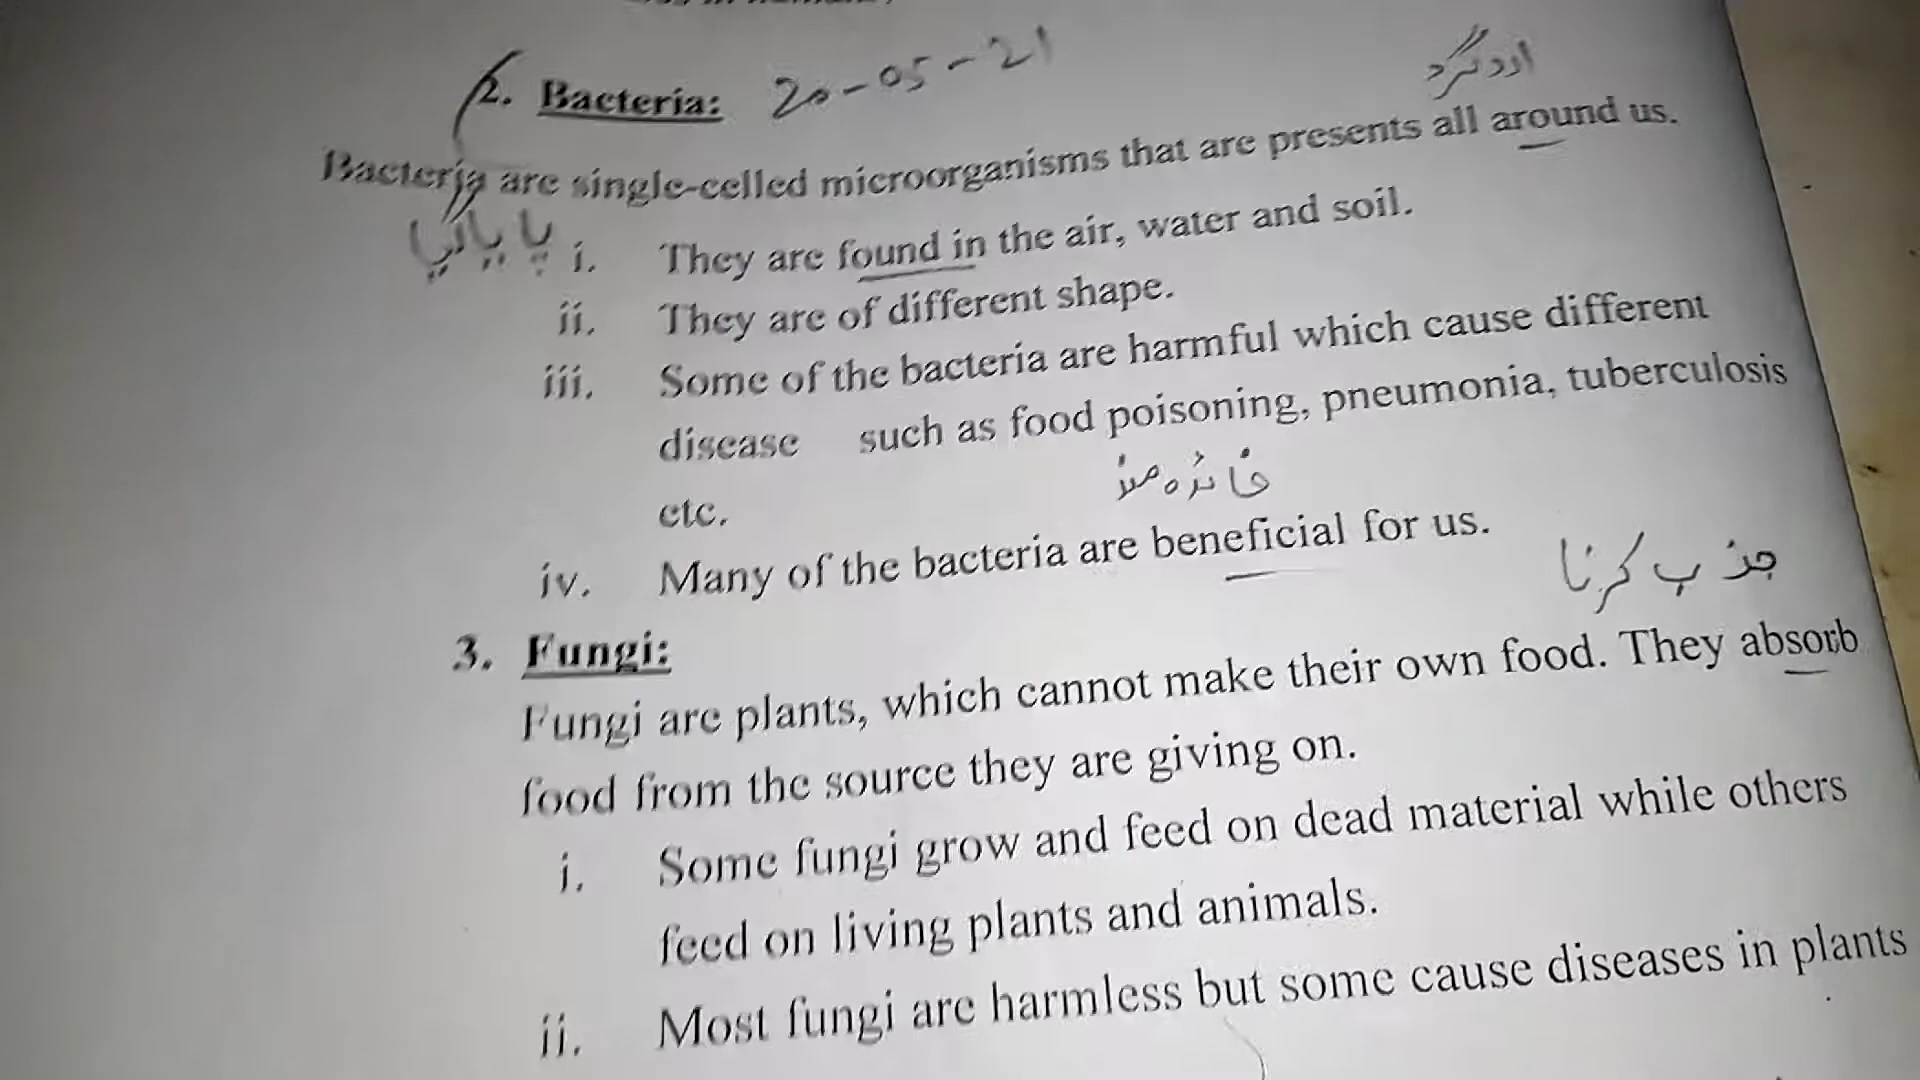 2. Bacteria: 20-05-21
ارد گرد
Bacteria are single-celled microorganisms that are presents all around us.
پایا گیا
i. They are found in the air, water and soil.
ii. They are of different shape.
iii. Some of the bacteria are harmful which cause different
disease such as food poisoning, pneumonia, tuberculosis
فائدہ مند
etc.
iv. Many of the bacteria are beneficial for us.
جذب کرنا
3. Fungi:
Fungi are plants, which cannot make their own food. They absorb
food from the source they are giving on.
i. Some fungi grow and feed on dead material while others
feed on living plants and animals.
ii. Most fungi are harmless but some cause diseases in plants